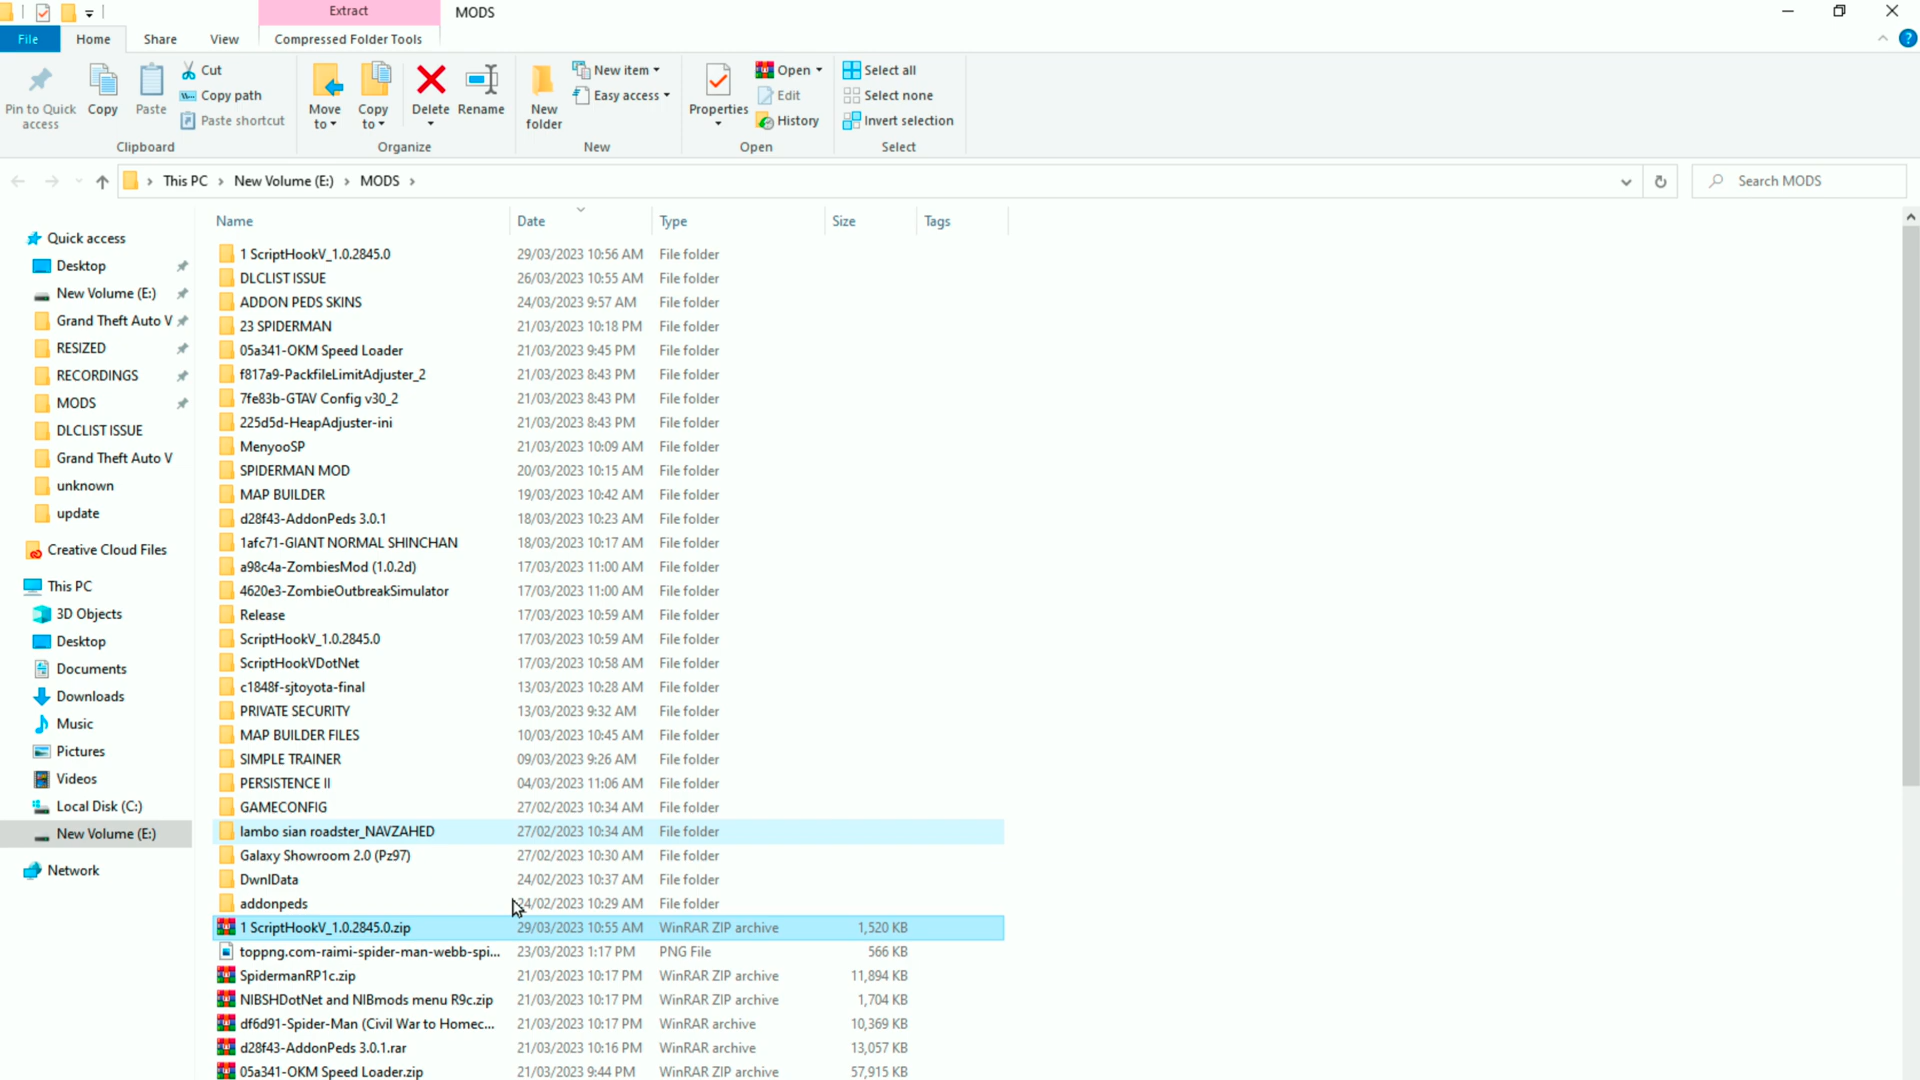 Extract MODS
File Home Share View Compressed Folder Tools
Pin to Quick access Copy Paste Cut Copy path Paste shortcut
Move to Copy to Delete Rename New folder New item Easy access
Properties Open Edit History Select all Select none Invert selection
Clipboard Organize New Open Select
This PC New Volume (E:) MODS Search MODS
Name Date Type Size Tags
Quick access
Desktop
New Volume (E:)
Grand Theft Auto V
RESIZED
RECORDINGS
MODS
DLCLIST ISSUE
Grand Theft Auto V
unknown
update
Creative Cloud Files
This PC
3D Objects
Desktop
Documents
Downloads
Music
Pictures
Videos
Local Disk (C:)
New Volume (E:)
Network
1 ScriptHookV_1.0.2845.0 29/03/2023 10:56 AM File folder
DLCLIST ISSUE 26/03/2023 10:55 AM File folder
ADDON PEDS SKINS 24/03/2023 9:57 AM File folder
23 SPIDERMAN 21/03/2023 10:18 PM File folder
05a341-OKM Speed Loader 21/03/2023 9:45 PM File folder
f817a9-PackfileLimitAdjuster_2 21/03/2023 8:43 PM File folder
7fe83b-GTAV Config v30_2 21/03/2023 8:43 PM File folder
225d5d-HeapAdjuster-ini 21/03/2023 8:43 PM File folder
MenyooSP 21/03/2023 10:09 AM File folder
SPIDERMAN MOD 20/03/2023 10:15 AM File folder
MAP BUILDER 19/03/2023 10:42 AM File folder
d28f43-AddonPeds 3.0.1 18/03/2023 10:23 AM File folder
1afc71-GIANT NORMAL SHINCHAN 18/03/2023 10:17 AM File folder
a98c4a-ZombiesMod (1.0.2d) 17/03/2023 11:00 AM File folder
4620e3-ZombieOutbreakSimulator 17/03/2023 11:00 AM File folder
Release 17/03/2023 10:59 AM File folder
ScriptHookV_1.0.2845.0 17/03/2023 10:59 AM File folder
ScriptHookVDotNet 17/03/2023 10:58 AM File folder
c1848f-sjtoyota-final 13/03/2023 10:28 AM File folder
PRIVATE SECURITY 13/03/2023 9:32 AM File folder
MAP BUILDER FILES 10/03/2023 10:45 AM File folder
SIMPLE TRAINER 09/03/2023 9:26 AM File folder
PERSISTENCE II 04/03/2023 11:06 AM File folder
GAMECONFIG 27/02/2023 10:34 AM File folder
lambo sian roadster_NAVZAHED 27/02/2023 10:34 AM File folder
Galaxy Showroom 2.0 (Pz97) 27/02/2023 10:30 AM File folder
DwnlData 24/02/2023 10:37 AM File folder
addonpeds 24/02/2023 10:29 AM File folder
1 ScriptHookV_1.0.2845.0.zip 29/03/2023 10:55 AM WinRAR ZIP archive 1,520 KB
toppng.com-raimi-spider-man-webb-spi... 23/03/2023 1:17 PM PNG File 566 KB
SpidermanRP1c.zip 21/03/2023 10:17 PM WinRAR ZIP archive 11,894 KB
NIBSHDotNet and NIBmods menu R9c.zip 21/03/2023 10:17 PM WinRAR ZIP archive 1,704 KB
df6d91-Spider-Man (Civil War to Homec... 21/03/2023 10:17 PM WinRAR archive 10,369 KB
d28f43-AddonPeds 3.0.1.rar 21/03/2023 10:16 PM WinRAR archive 13,057 KB
05a341-OKM Speed Loader.zip 21/03/2023 9:44 PM WinRAR ZIP archive 57,915 KB